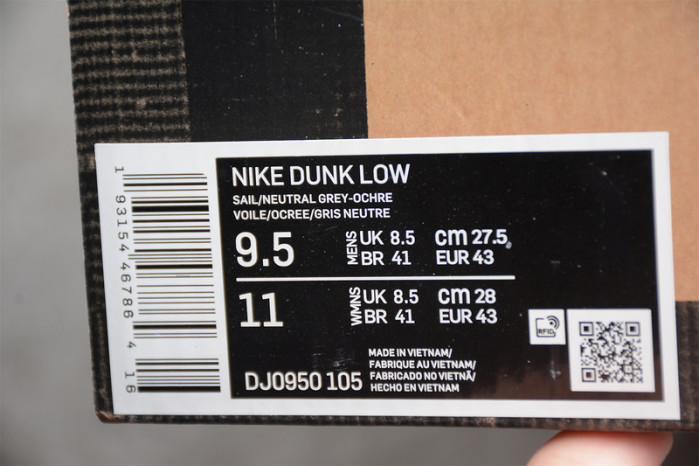 1 93154 46786 4 16
NIKE DUNK LOW
SAIL/NEUTRAL GREY-OCHRE
VOILE/OCREE/GRIS NEUTRE
9.5 MENS UK 8.5 cm 27.5
BR 41 EUR 43
11 WMNS UK 8.5 cm 28
BR 41 EUR 43
RFID
DJ0950 105
MADE IN VIETNAM/
FABRIQUE AU VIETNAM/
FABRICADO NO VIETNÃ/
HECHO EN VIETNAM